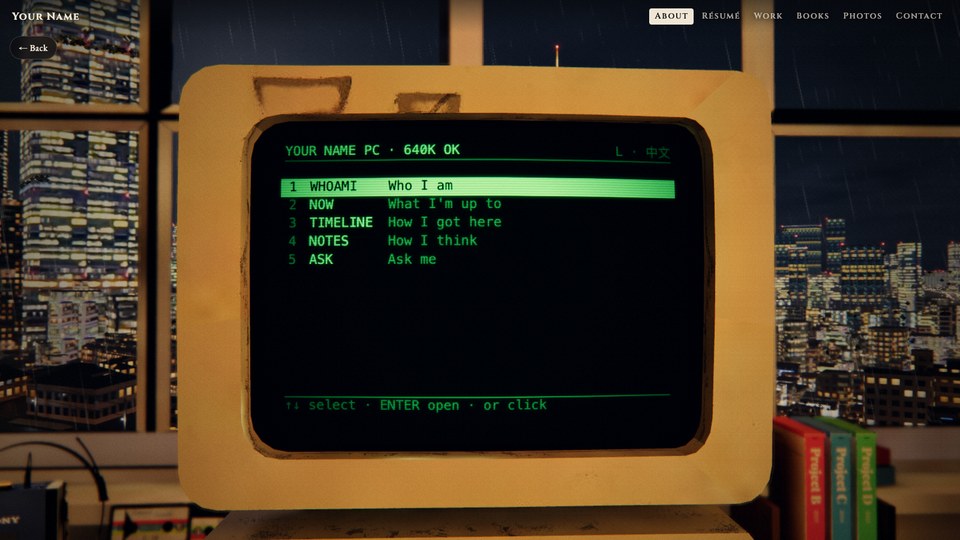 YOUR NAME
ABOUT RÉSUMÉ WORK BOOKS PHOTOS CONTACT
← Back
YOUR NAME PC · 640K OK
L · 中文
1 WHOAMI Who I am
2 NOW What I'm up to
3 TIMELINE How I got here
4 NOTES How I think
5 ASK Ask me
↑↓ select · ENTER open · or click
Project B
Project C
Project D